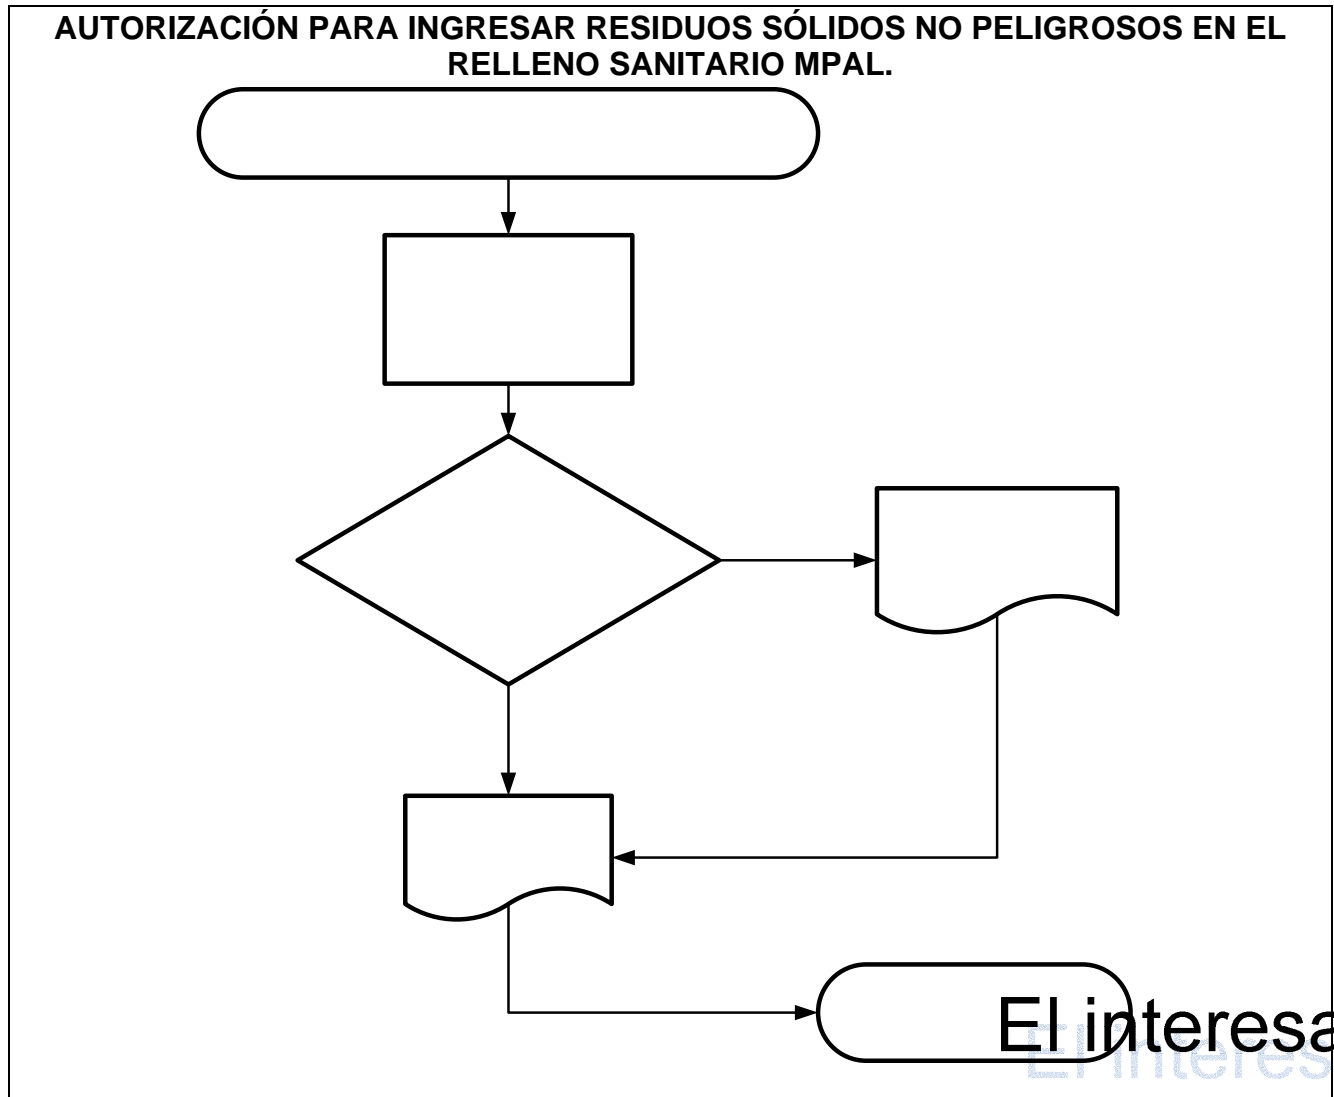 AUTORIZACIÓN PARA INGRESAR RESIDUOS SÓLIDOS NO PELIGROSOS EN EL
RELLENO SANITARIO MPAL.
El interesa